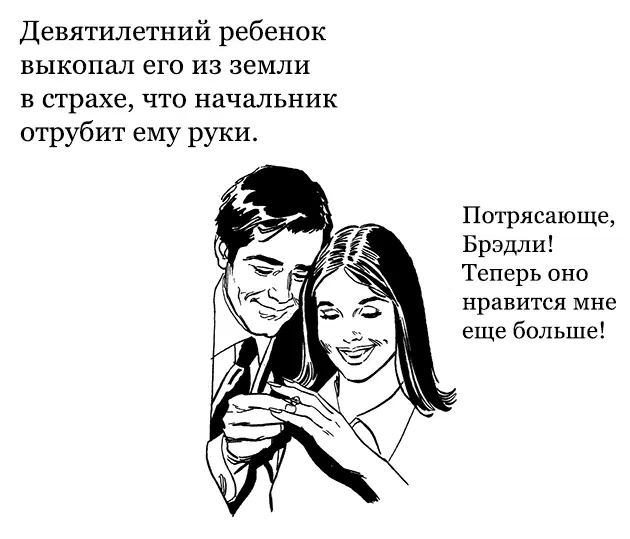 Девятилетний ребенок
выкопал его из земли
в страхе, что начальник
отрубит ему руки.
Потрясающе,
Брэдли!
Теперь оно
нравится мне
еще больше!